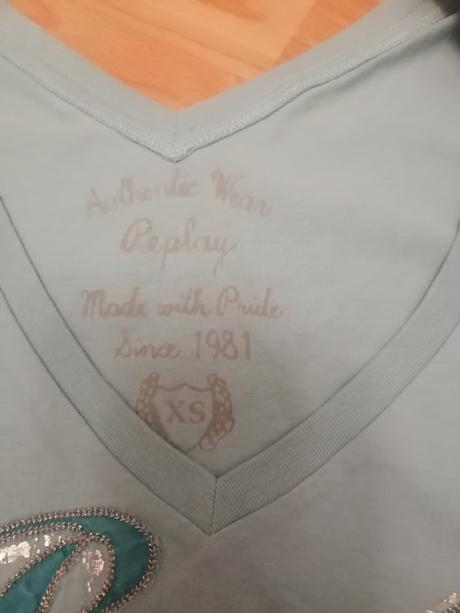 Authentic Wear
Replay
Made with Pride
Since 1981
XS